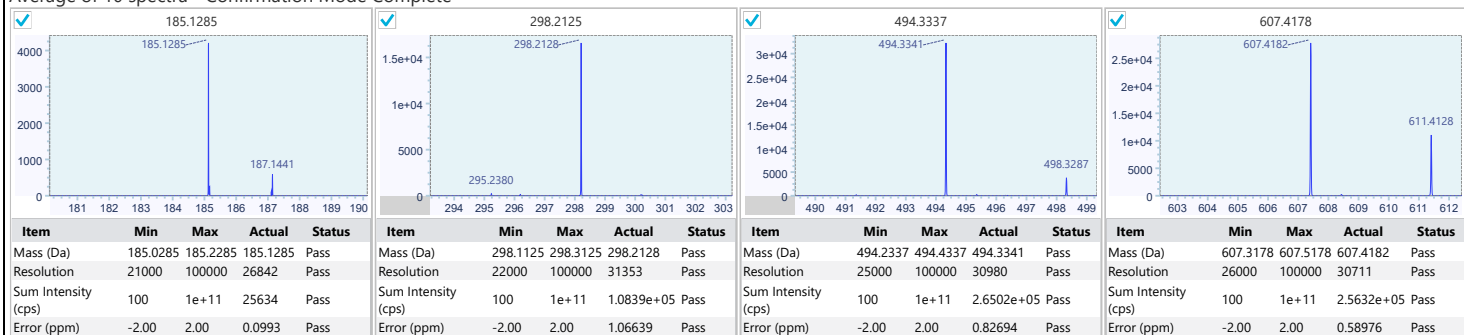 Average of 10 spectra - Confirmation Mode Complete
185.1285
185.1285
187.1441
4000
3000
2000
1000
0
181 182 183 184 185 186 187 188 189 190
Item Min Max Actual Status
Mass (Da) 185.0285 185.2285 185.1285 Pass
Resolution 21000 100000 26842 Pass
Sum Intensity (cps) 100 1e+11 25634 Pass
Error (ppm) -2.00 2.00 0.0993 Pass
298.2125
298.2128
295.2380
1.5e+04
1e+04
5000
0
294 295 296 297 298 299 300 301 302 303
Item Min Max Actual Status
Mass (Da) 298.1125 298.3125 298.2128 Pass
Resolution 22000 100000 31353 Pass
Sum Intensity (cps) 100 1e+11 1.0839e+05 Pass
Error (ppm) -2.00 2.00 1.06639 Pass
494.3337
494.3341
498.3287
3e+04
2.5e+04
2e+04
1.5e+04
1e+04
5000
0
490 491 492 493 494 495 496 497 498 499
Item Min Max Actual Status
Mass (Da) 494.2337 494.4337 494.3341 Pass
Resolution 25000 100000 30980 Pass
Sum Intensity (cps) 100 1e+11 2.6502e+05 Pass
Error (ppm) -2.00 2.00 0.82694 Pass
607.4178
607.4182
611.4128
2.5e+04
2e+04
1.5e+04
1e+04
5000
0
603 604 605 606 607 608 609 610 611 612
Item Min Max Actual Status
Mass (Da) 607.3178 607.5178 607.4182 Pass
Resolution 26000 100000 30711 Pass
Sum Intensity (cps) 100 1e+11 2.5632e+05 Pass
Error (ppm) -2.00 2.00 0.58976 Pass